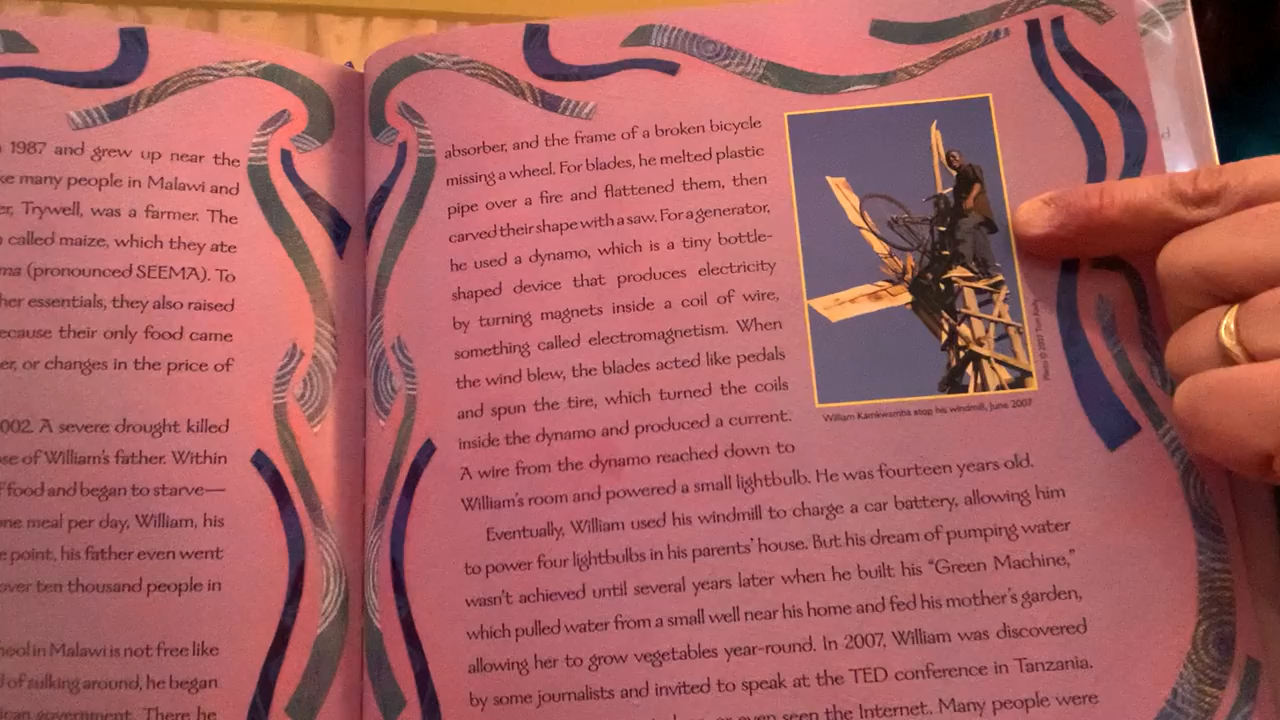 1987 and grew up near the
many people in Malawi and
Trywell, was a farmer. The
called maize, which they ate
(pronounced SEEMA). To
her essentials, they also raised
because their only food came
or changes in the price of
2002. A severe drought killed
of William's father. Within
food and began to starve—
one meal per day, William, his
point, his father even went
over ten thousand people in
in Malawi is not free like
of sulking around, he began
government. There he
absorber, and the frame of a broken bicycle
missing a wheel. For blades, he melted plastic
pipe over a fire and flattened them, then
carved their shape with a saw. For a generator,
he used a dynamo, which is a tiny bottle-
shaped device that produces electricity
by turning magnets inside a coil of wire,
something called electromagnetism. When
the wind blew, the blades acted like pedals
and spun the tire, which turned the coils
inside the dynamo and produced a current.
A wire from the dynamo reached down to
William's room and powered a small lightbulb. He was fourteen years old.
Eventually, William used his windmill to charge a car battery, allowing him
to power four lightbulbs in his parents' house. But his dream of pumping water
wasn't achieved until several years later when he built his “Green Machine,”
which pulled water from a small well near his home and fed his mother's garden,
allowing her to grow vegetables year-round. In 2007, William was discovered
by some journalists and invited to speak at the TED conference in Tanzania.
even seen the Internet. Many people were
William Kamkwamba atop his windmill, June 2007
Photo © 2007 Tom